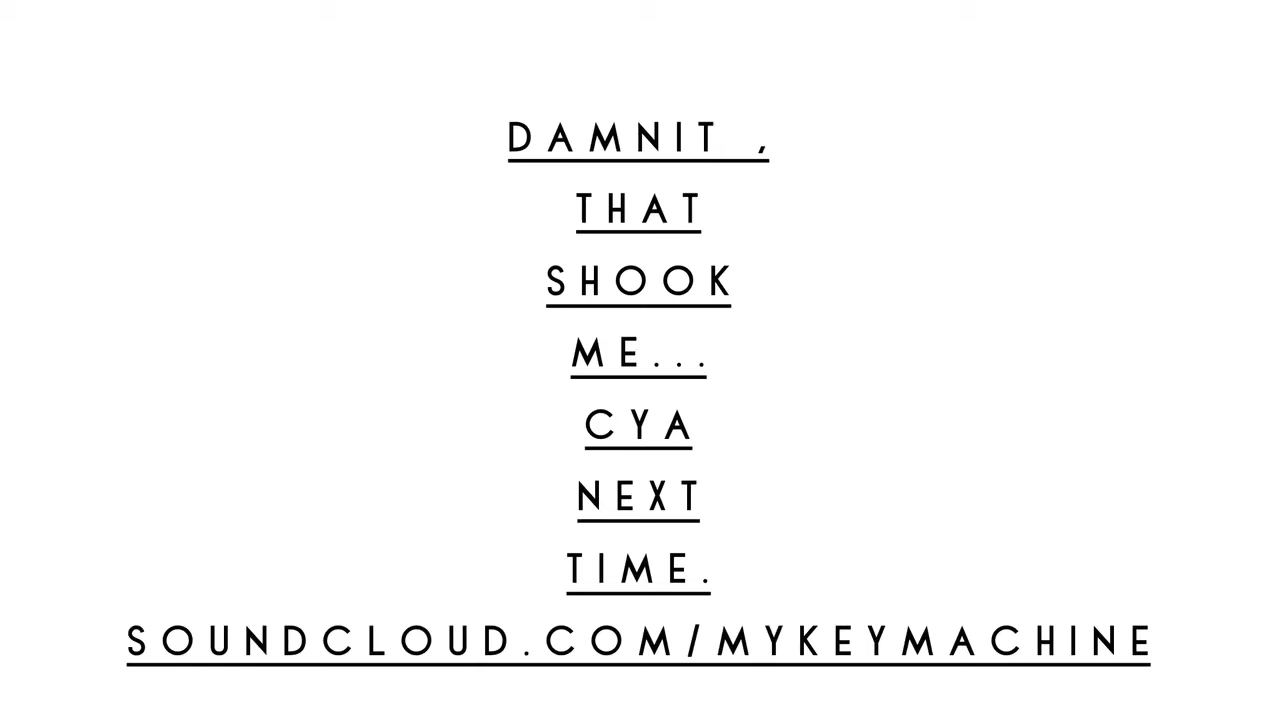 DAMNIT ,
THAT
SHOOK
ME...
CYA
NEXT
TIME.
SOUNDCLOUD.COM/MYKEYMACHINE